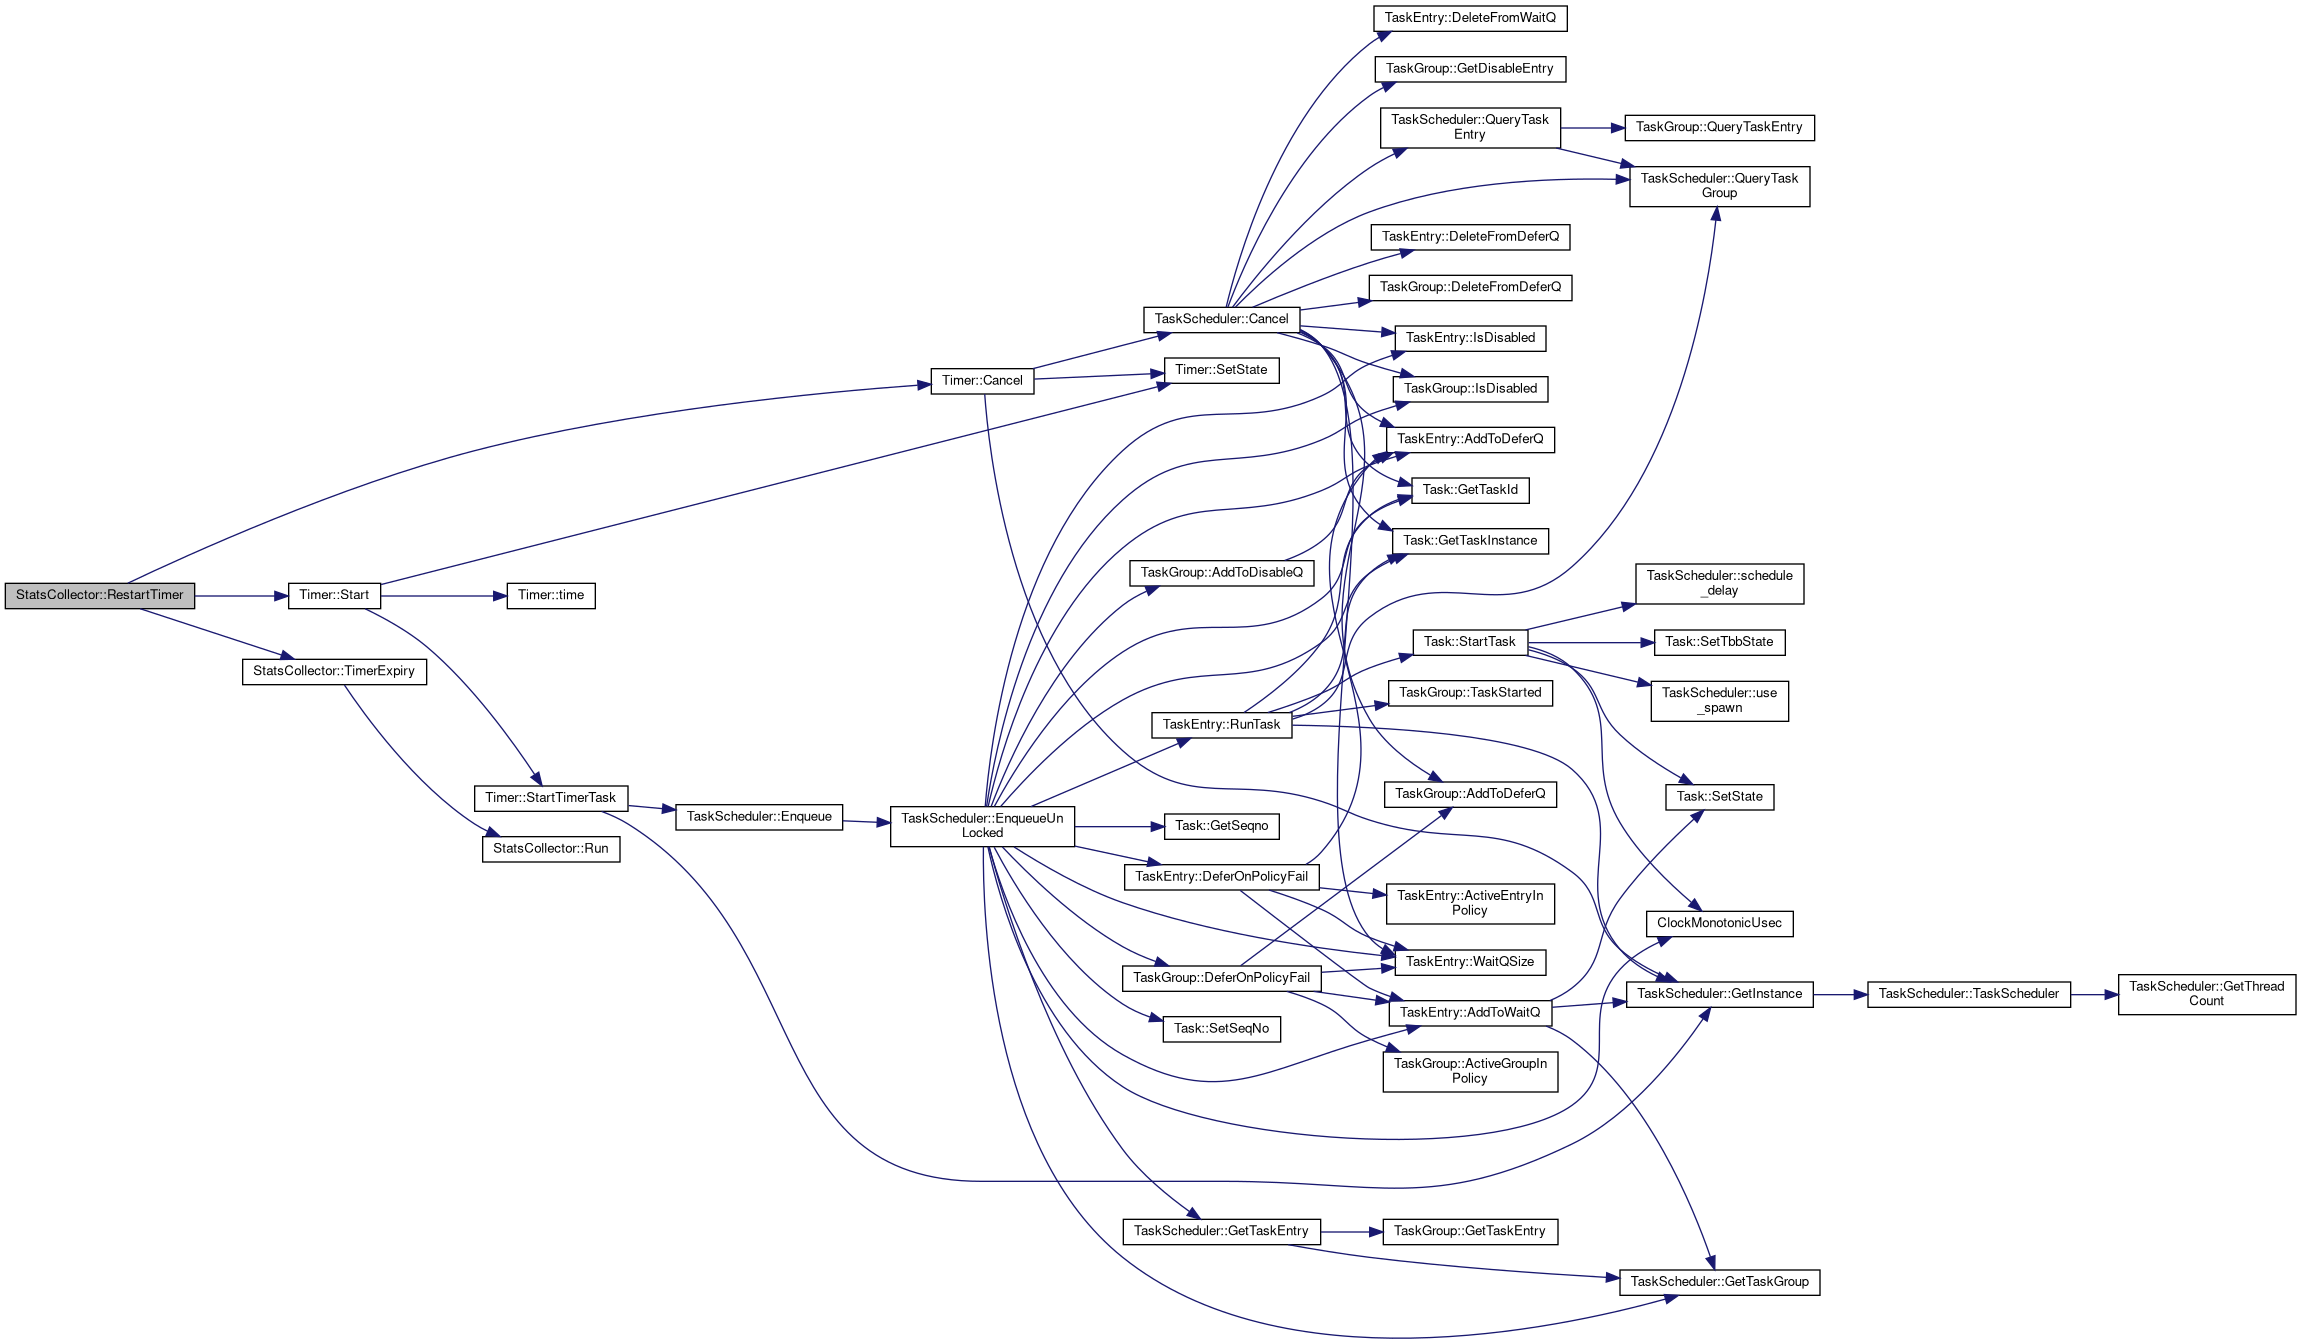 StatsCollector::RestartTimer
Timer::Start
StatsCollector::TimerExpiry
Timer::time
Timer::StartTimerTask
StatsCollector::Run
TaskScheduler::Enqueue
Timer::Cancel
TaskScheduler::EnqueueUn
Locked
TaskScheduler::Cancel
Timer::SetState
TaskGroup::AddToDisableQ
TaskEntry::RunTask
Task::GetSeqno
TaskEntry::DeferOnPolicyFail
TaskGroup::DeferOnPolicyFail
Task::SetSeqNo
TaskScheduler::GetTaskEntry
TaskEntry::DeleteFromWaitQ
TaskGroup::GetDisableEntry
TaskScheduler::QueryTask
Entry
TaskEntry::DeleteFromDeferQ
TaskGroup::DeleteFromDeferQ
TaskEntry::IsDisabled
TaskGroup::IsDisabled
TaskEntry::AddToDeferQ
Task::GetTaskId
Task::GetTaskInstance
Task::StartTask
TaskGroup::TaskStarted
TaskGroup::AddToDeferQ
TaskEntry::ActiveEntryIn
Policy
TaskEntry::WaitQSize
TaskEntry::AddToWaitQ
TaskGroup::ActiveGroupIn
Policy
TaskGroup::GetTaskEntry
TaskGroup::QueryTaskEntry
TaskScheduler::QueryTask
Group
TaskScheduler::schedule
_delay
Task::SetTbbState
TaskScheduler::use
_spawn
Task::SetState
ClockMonotonicUsec
TaskScheduler::GetInstance
TaskScheduler::GetTaskGroup
TaskScheduler::TaskScheduler
TaskScheduler::GetThread
Count